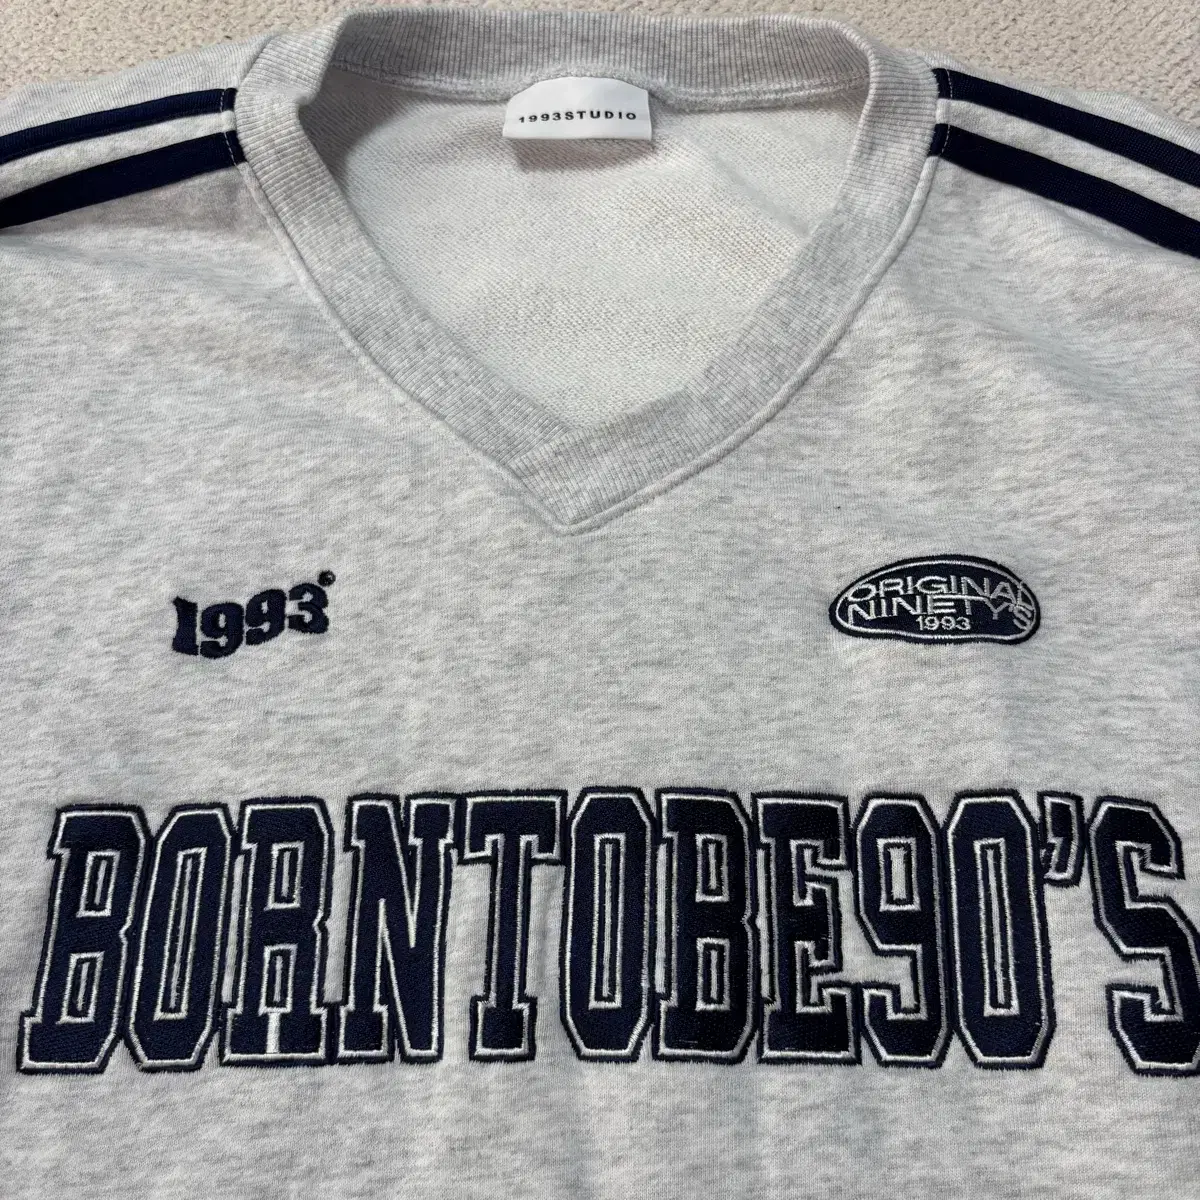 1993STUDIO
1993
ORIGINAL
NINETY'S
1993
BORNTOBE90'S